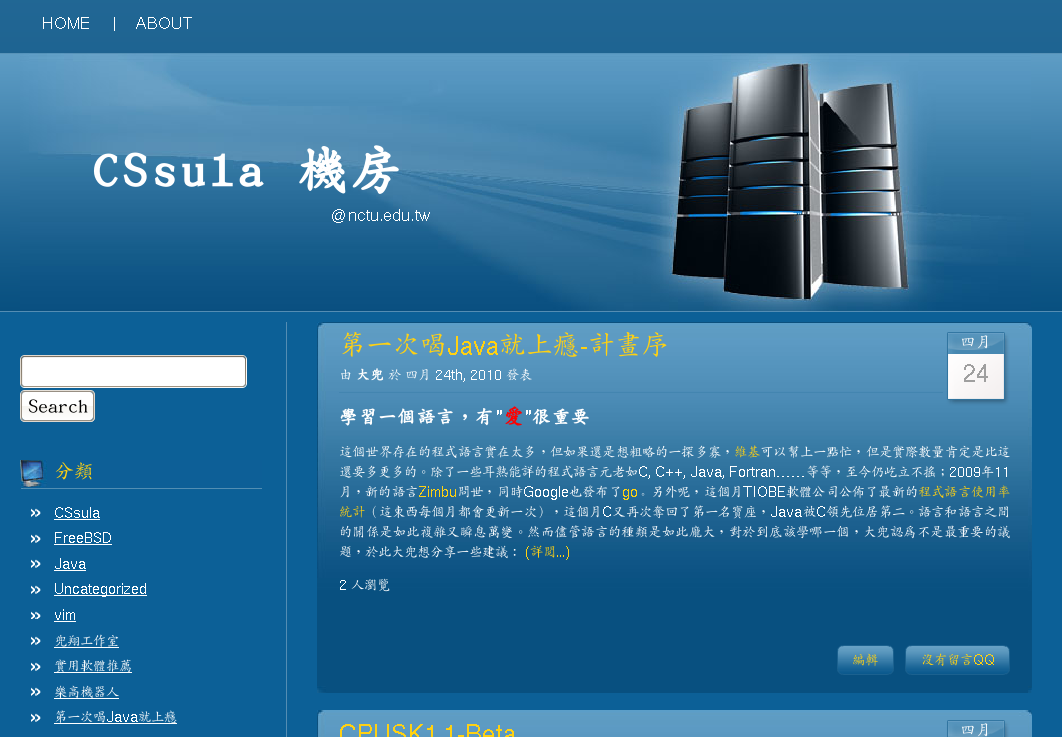 HOME | ABOUT
CSsula 機房
@nctu.edu.tw
Search
分類
CSsula
FreeBSD
Java
Uncategorized
vim
兜翔工作室
實用軟體推薦
樂高機器人
第一次喝Java就上癮
第一次喝Java就上癮-計畫序
由 大兜 於 四月 24th, 2010 發表
四月
24
學習一個語言，有"愛"很重要
這個世界存在的程式語言實在太多，但如果還是想粗略的一探多寡，維基可以幫上一點忙，但是實際數量肯定是比這
還要多更多的。除了一些耳熟能詳的程式語言元老如C, C++, Java, Fortran……等等，至今仍屹立不搖；2009年11
月，新的語言Zimbu問世，同時Google也發布了go。另外呢，這個月TIOBE軟體公司公佈了最新的程式語言使用率
統計（這東西每個月都會更新一次），這個月C又再次奪回了第一名寶座，Java被C領先位居第二。語言和語言之間
的關係是如此複雜又瞬息萬變。然而儘管語言的種類是如此龐大，對於到底該學哪一個，大兜認為不是最重要的議
題，於此大兜想分享一些建議： (詳閱...)
2 人瀏覽
編輯
沒有留言QQ
CPUSK1.1-Beta
四月